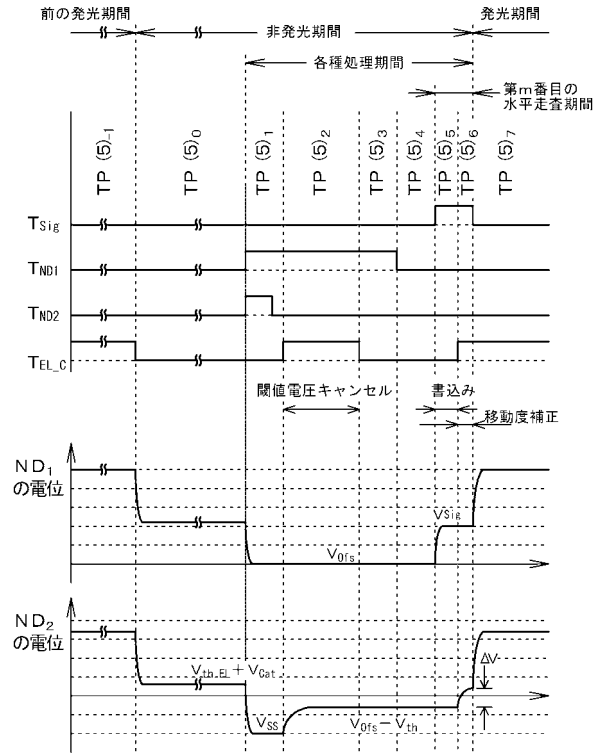 前の発光期間
非発光期間
発光期間
各種処理期間
第m番目の
水平走査期間
TP (5)-1
TP (5)0
TP (5)1
TP (5)2
TP (5)3
TP (5)4
TP (5)5
TP (5)6
TP (5)7
TSig
TND1
TND2
TEL_C
閾値電圧キャンセル
書込み
移動度補正
ND1
の電位
VSig
VOfs
ND2
の電位
Vth.EL+VCat
ΔV
VSS
VOfs−Vth